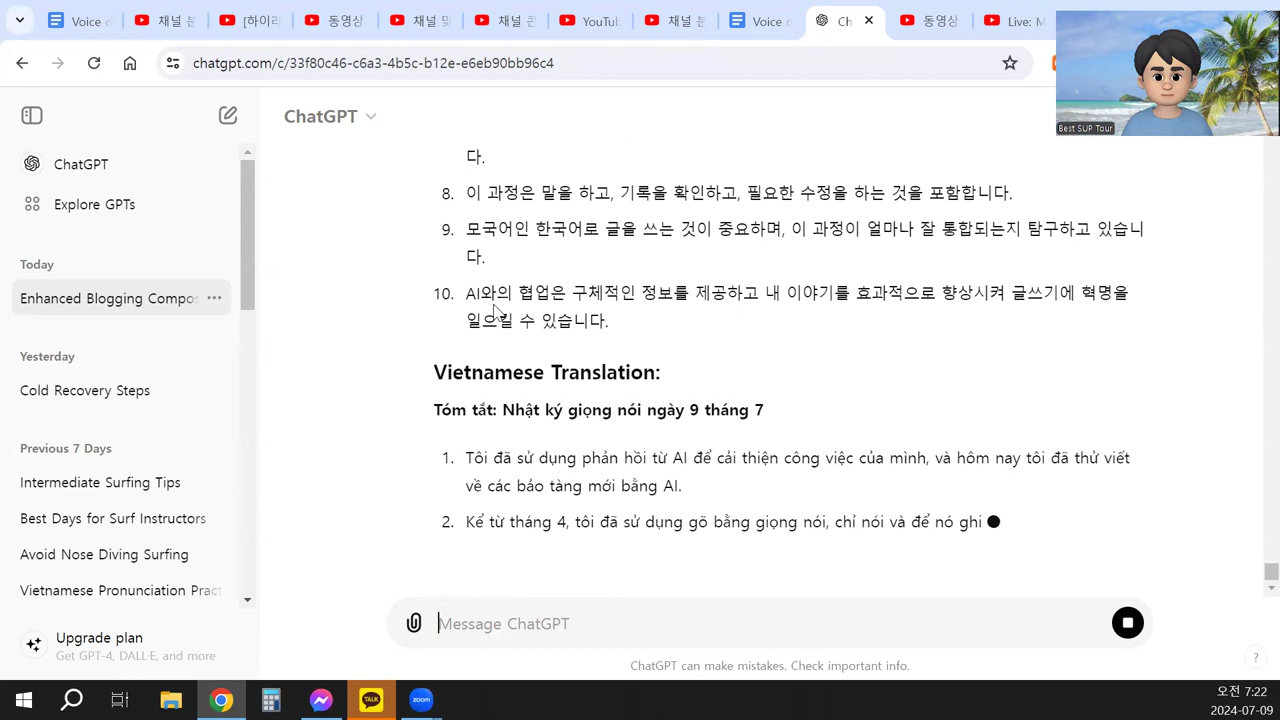 Voice
채널 분
채널 분
[하이라
동영상
채널 맞
채널 콘
YouTub
채널 분
Voice
Ch
동영상
Live: M
chatgpt.com/c/33f80c46-c6a3-4b5c-b12e-e6eb90bb96c4
Best SUP Tour
ChatGPT
ChatGPT
Explore GPTs
Today
Enhanced Blogging Compos
Yesterday
Cold Recovery Steps
Previous 7 Days
Intermediate Surfing Tips
Best Days for Surf Instructors
Avoid Nose Diving Surfing
Vietnamese Pronunciation Pract
Upgrade plan
Get GPT-4, DALL·E, and more
다.
8. 이 과정은 말을 하고, 기록을 확인하고, 필요한 수정을 하는 것을 포함합니다.
9. 모국어인 한국어로 글을 쓰는 것이 중요하며, 이 과정이 얼마나 잘 통합되는지 탐구하고 있습니
다.
10. AI와의 협업은 구체적인 정보를 제공하고 내 이야기를 효과적으로 향상시켜 글쓰기에 혁명을
일으킬 수 있습니다.
Vietnamese Translation:
Tóm tắt: Nhật ký giọng nói ngày 9 tháng 7
1. Tôi đã sử dụng phản hồi từ AI để cải thiện công việc của mình, và hôm nay tôi đã thử viết
về các bảo tàng mới bằng AI.
2. Kể từ tháng 4, tôi đã sử dụng gõ bằng giọng nói, chỉ nói và để nó ghi
Message ChatGPT
ChatGPT can make mistakes. Check important info.
?
TALK
zoom
오전 7:22
2024-07-09